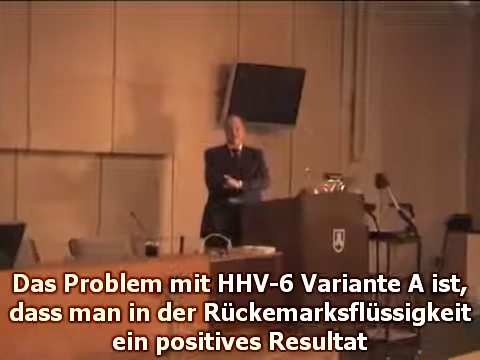 Das Problem mit HHV-6 Variante A ist,
dass man in der Rückemarksflüssigkeit
ein positives Resultat